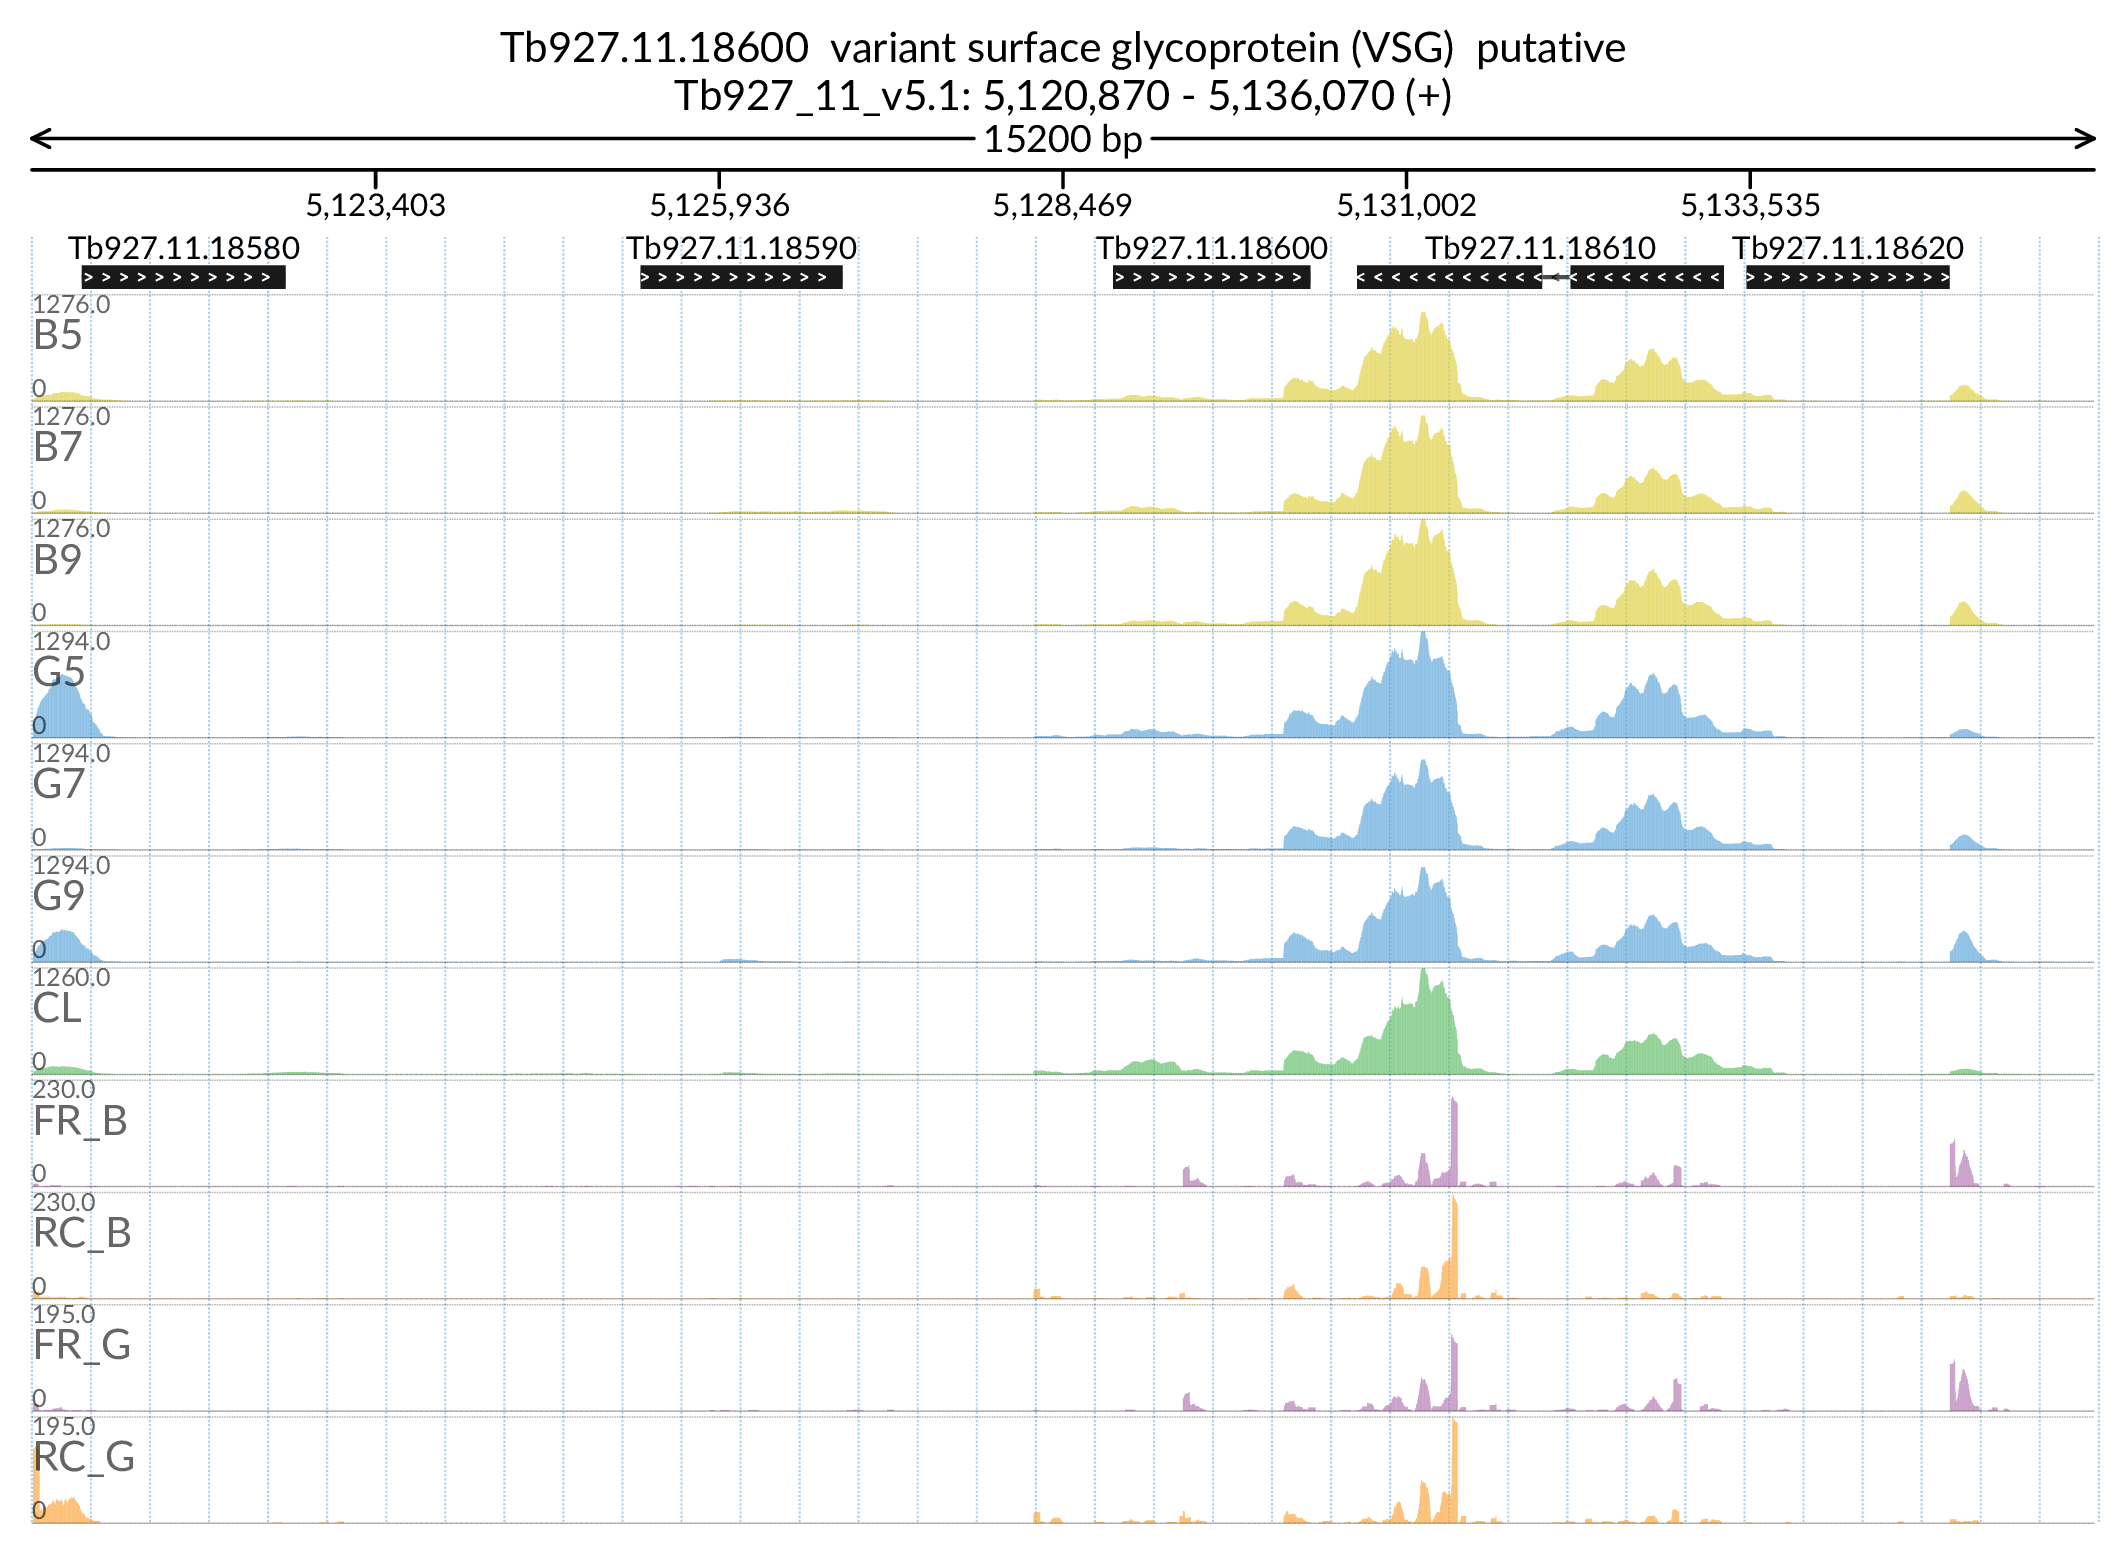 Tb927.11.18600 variant surface glycoprotein (VSG) putative
Tb927_11_v5.1: 5,120,870 - 5,136,070 (+)
15200 bp
5,123,403 5,125,936 5,128,469 5,131,002 5,133,535
Tb927.11.18580 Tb927.11.18590 Tb927.11.18600 Tb927.11.18610 Tb927.11.18620
1276.0
B5
0
1276.0
B7
0
1276.0
B9
0
1294.0
G5
0
1294.0
G7
0
1294.0
G9
0
1260.0
CL
0
230.0
FR_B
0
230.0
RC_B
0
195.0
FR_G
0
195.0
RC_G
0